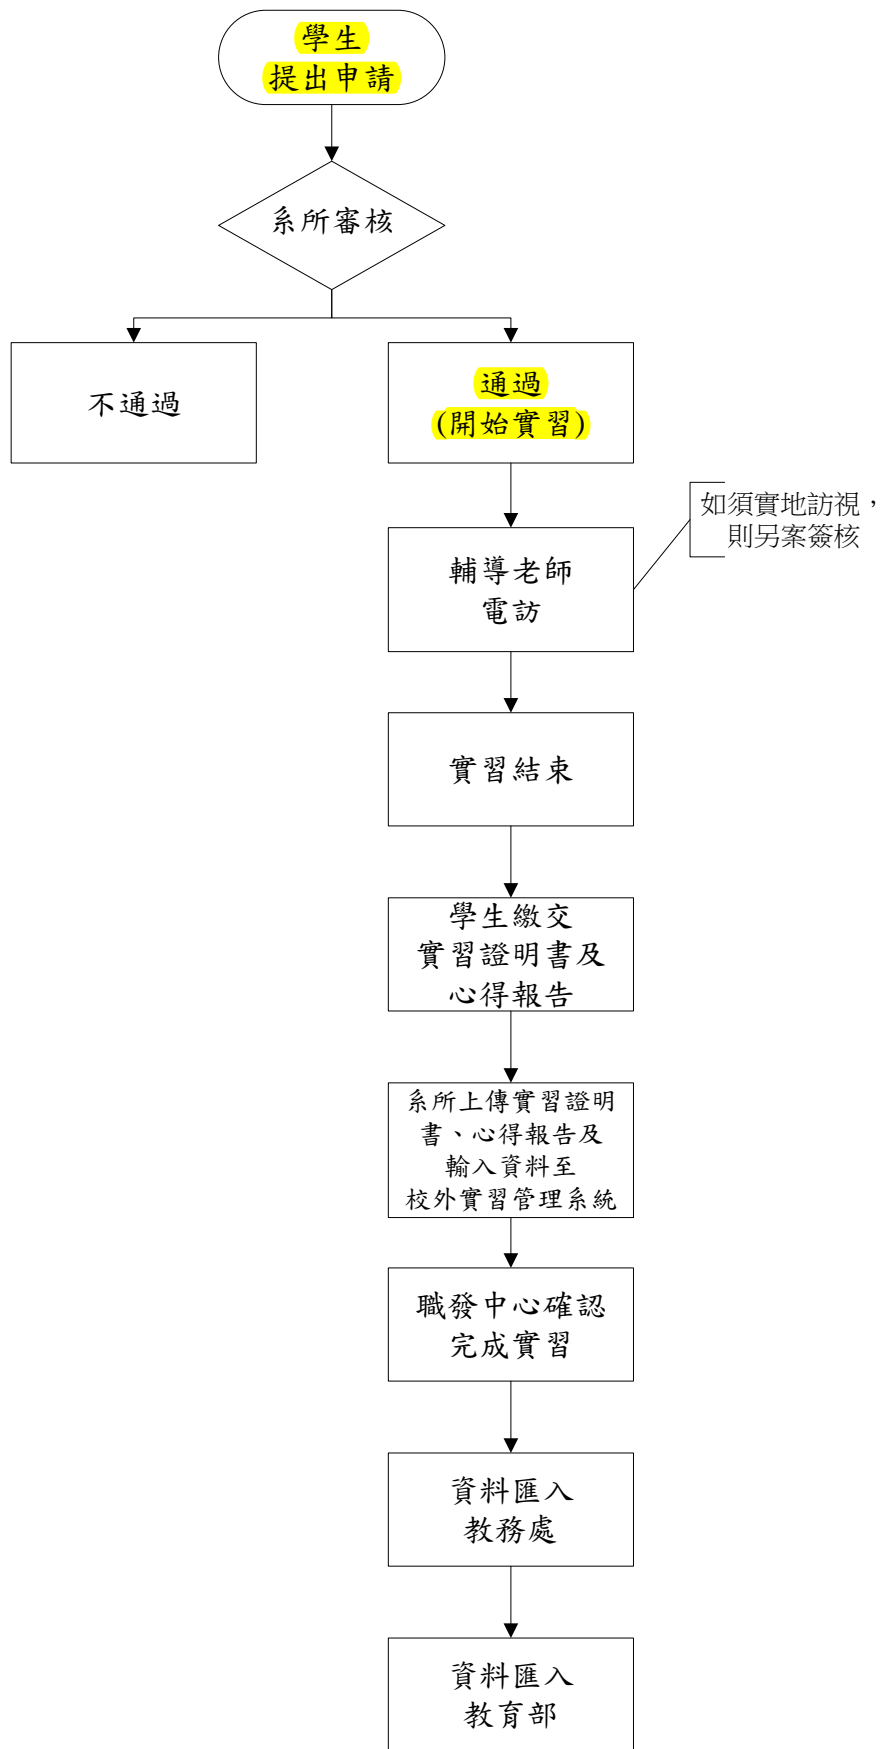 學生
提出申請
系所審核
不通過
通過
(開始實習)
如須實地訪視，
則另案簽核
輔導老師
電訪
實習結束
學生繳交
實習證明書及
心得報告
系所上傳實習證明
書、心得報告及
輸入資料至
校外實習管理系統
職發中心確認
完成實習
資料匯入
教務處
資料匯入
教育部